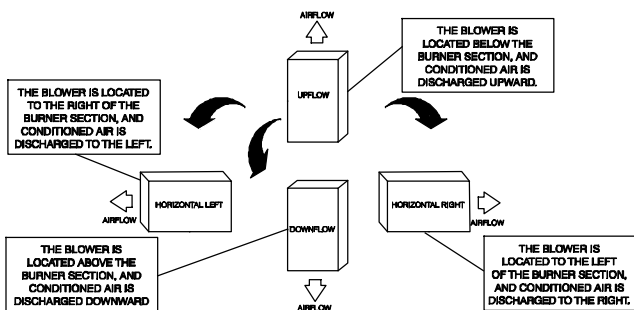 AIRFLOW
THE BLOWER IS
LOCATED BELOW THE
BURNER SECTION, AND
CONDITIONED AIR IS
DISCHARGED UPWARD.
UPFLOW
THE BLOWER IS LOCATED
TO THE RIGHT OF THE
BURNER SECTION, AND
CONDITIONED AIR IS
DISCHARGED TO THE LEFT.
HORIZONTAL LEFT
AIRFLOW
HORIZONTAL RIGHT
AIRFLOW
DOWNFLOW
THE BLOWER IS
LOCATED ABOVE THE
BURNER SECTION, AND
CONDITIONED AIR IS
DISCHARGED DOWNWARD
THE BLOWER IS
LOCATED TO THE LEFT
OF THE BURNER SECTION,
AND CONDITIONED AIR IS
DISCHARGED TO THE RIGHT.
AIRFLOW